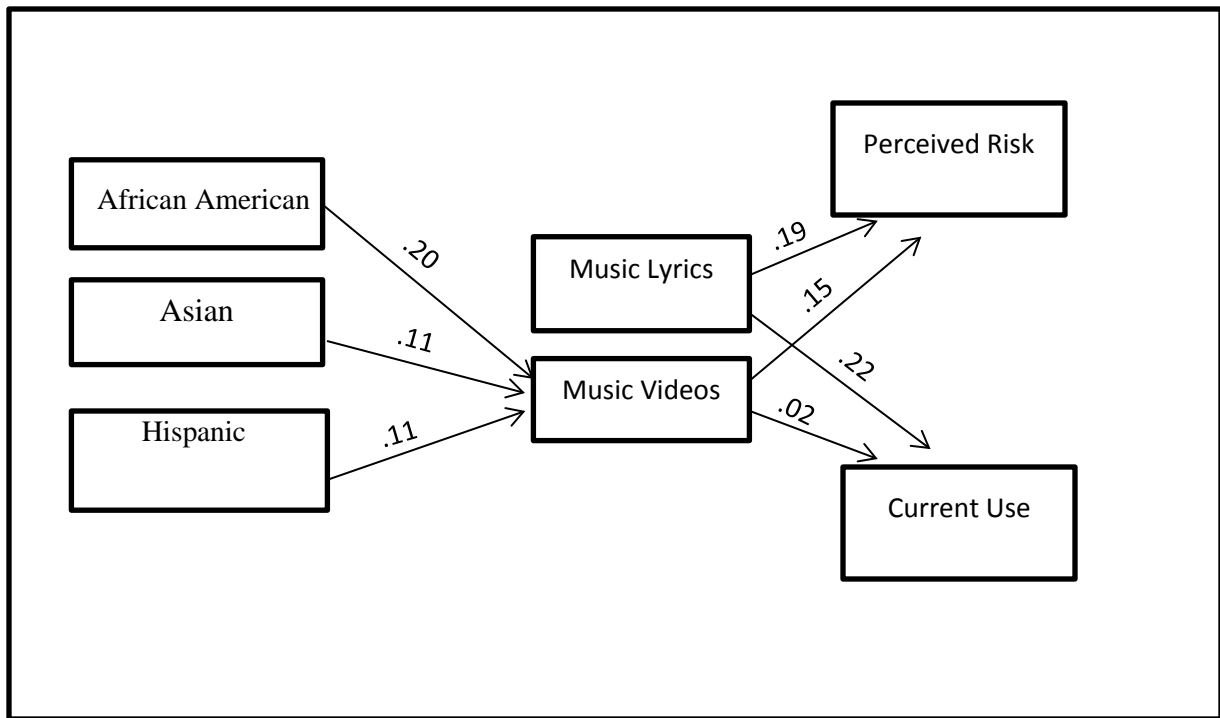 African American
Asian
Hispanic
.20
.11
.11
Music Lyrics
Music Videos
.19
.15
.22
.02
Perceived Risk
Current Use